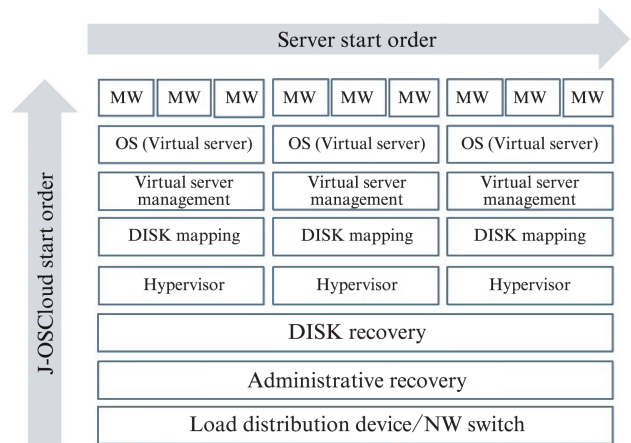 Server start order
J-OSCloud start order
MW MW MW MW MW MW MW MW MW
OS (Virtual server) OS (Virtual server) OS (Virtual server)
Virtual server management Virtual server management Virtual server management
DISK mapping DISK mapping DISK mapping
Hypervisor Hypervisor Hypervisor
DISK recovery
Administrative recovery
Load distribution device/NW switch